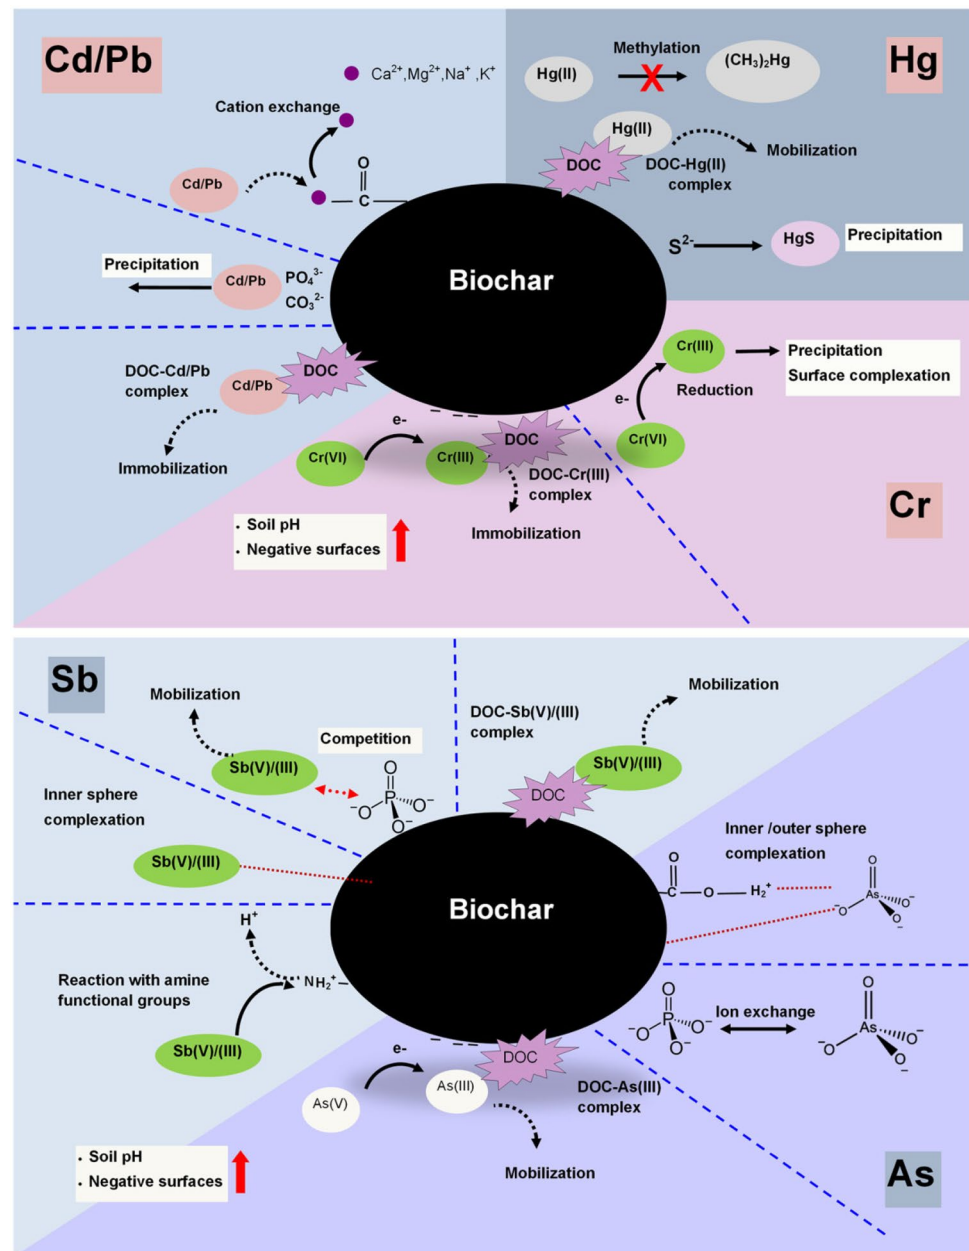 Cd/Pb
Ca²⁺,Mg²⁺,Na⁺ ,K⁺
Cation exchange
Cd/Pb
O
C
Precipitation
Cd/Pb
PO₄³⁻
CO₃²⁻
DOC-Cd/Pb
complex
Cd/Pb
DOC
Immobilization
Hg
Methylation
Hg(II)
X
(CH₃)₂Hg
Hg(II)
DOC
DOC-Hg(II)
complex
Mobilization
S²⁻
HgS
Precipitation
Biochar
Cr(III)
Reduction
Precipitation
Surface complexation
e-
Cr(VI)
e-
Cr(VI)
Cr(III)
DOC
DOC-Cr(III)
complex
Immobilization
• Soil pH
• Negative surfaces
Cr
Sb
Mobilization
Sb(V)/(III)
Competition
O
⁻O P O⁻
O⁻
DOC-Sb(V)/(III)
complex
Mobilization
Sb(V)/(III)
DOC
Inner sphere
complexation
Sb(V)/(III)
Biochar
Inner /outer sphere
complexation
O
C O H₂⁺
O
⁻O As O⁻
O⁻
H⁺
NH₂⁺
Reaction with amine
functional groups
Sb(V)/(III)
O
⁻O P O⁻
O⁻
Ion exchange
O
⁻O As O⁻
O⁻
e-
As(V)
As(III)
DOC
DOC-As(III)
complex
Mobilization
• Soil pH
• Negative surfaces
As